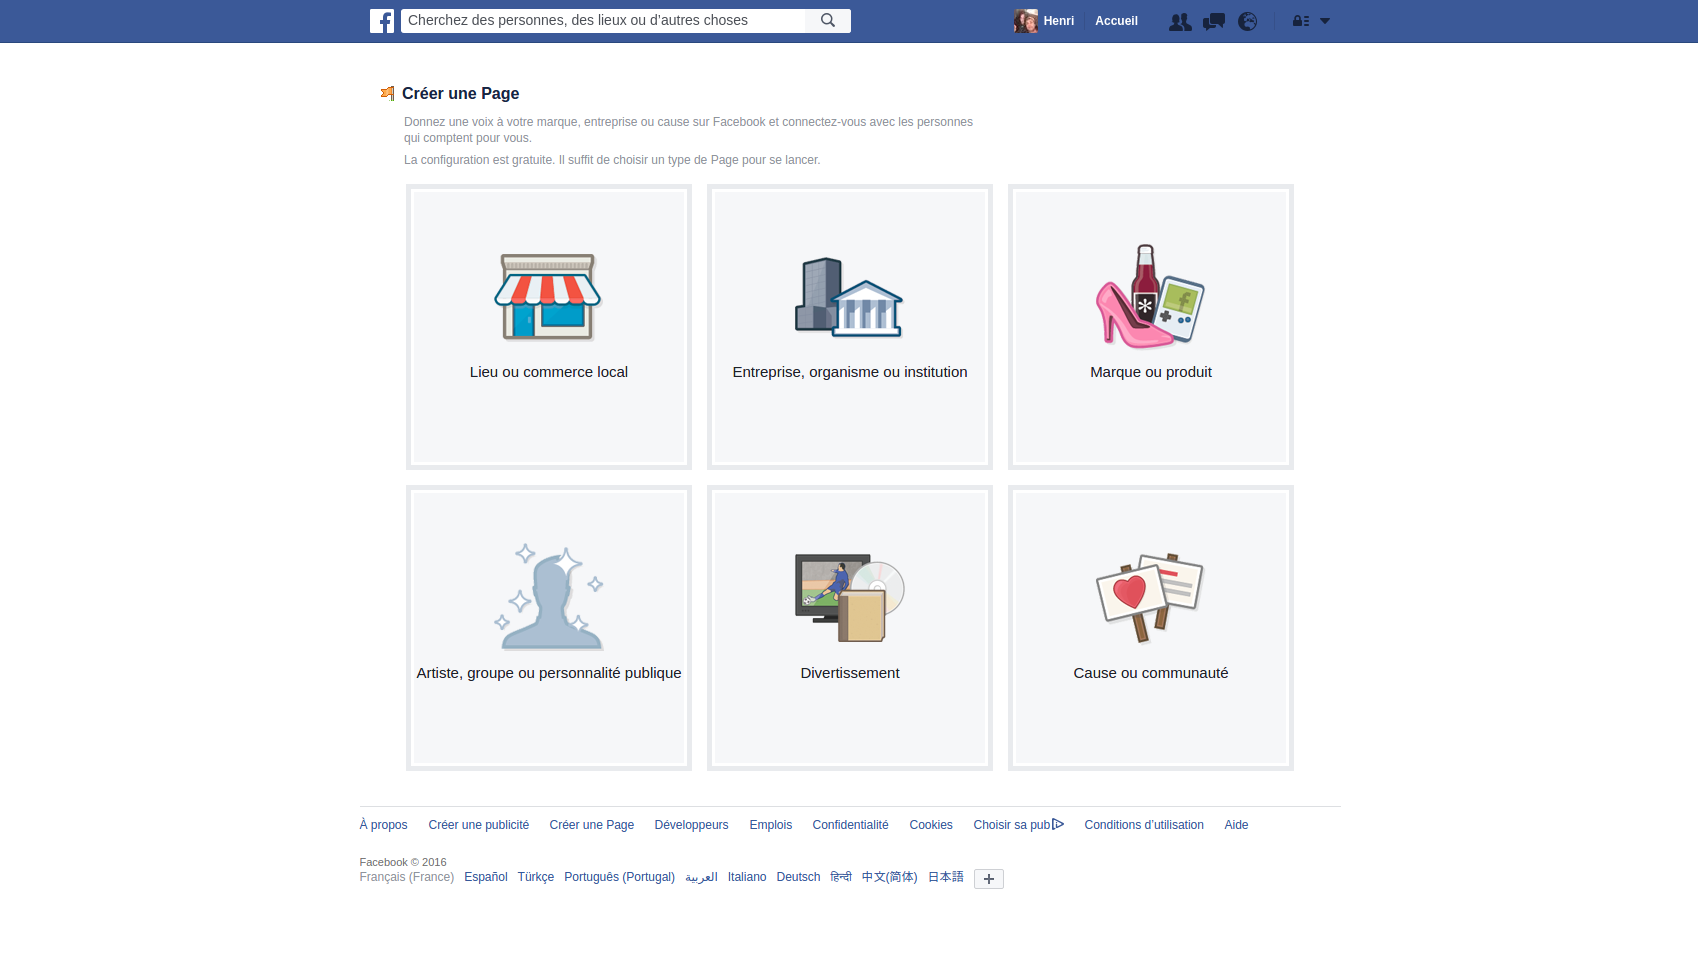 Cherchez des personnes, des lieux ou d’autres choses
Henri
Accueil
Créer une Page
Donnez une voix à votre marque, entreprise ou cause sur Facebook et connectez-vous avec les personnes
qui comptent pour vous.
La configuration est gratuite. Il suffit de choisir un type de Page pour se lancer.
Lieu ou commerce local
Entreprise, organisme ou institution
Marque ou produit
Artiste, groupe ou personnalité publique
Divertissement
Cause ou communauté
À propos Créer une publicité Créer une Page Développeurs Emplois Confidentialité Cookies Choisir sa pub Conditions d’utilisation Aide
Facebook © 2016
Français (France) Español Türkçe Português (Portugal) العربية Italiano Deutsch हिन्दी 中文(简体) 日本語